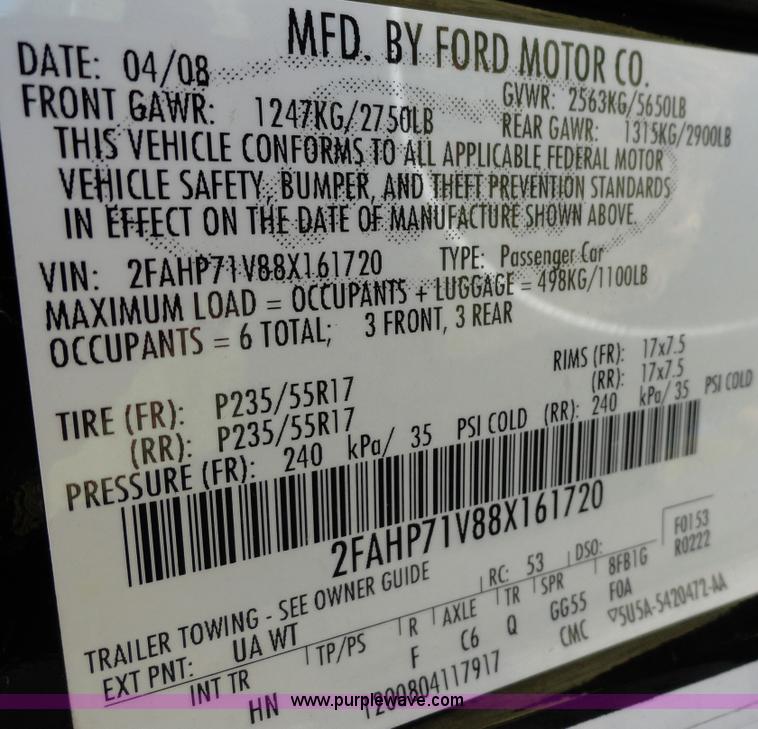 MFD. BY FORD MOTOR CO.
DATE: 04/08
GVWR: 2563KG/5650LB
FRONT GAWR: 1247KG/2750LB
REAR GAWR: 1315KG/2900LB
THIS VEHICLE CONFORMS TO ALL APPLICABLE FEDERAL MOTOR
VEHICLE SAFETY, BUMPER, AND THEFT PREVENTION STANDARDS
IN EFFECT ON THE DATE OF MANUFACTURE SHOWN ABOVE.
VIN: 2FAHP71V88X161720 TYPE: Passenger Car
MAXIMUM LOAD = OCCUPANTS + LUGGAGE = 498KG/1100LB
OCCUPANTS = 6 TOTAL; 3 FRONT, 3 REAR
TIRE (FR): P235/55R17 RIMS (FR): 17x7.5
(RR): P235/55R17 (RR): 17x7.5
PRESSURE (FR): 240 kPa/ 35 PSI COLD (RR): 240 kPa/ 35 PSI COLD
2FAHP71V88X161720
TRAILER TOWING - SEE OWNER GUIDE RC: 53 DSO: F0153
EXT PNT: UA WT 8FB1G R0222
INT TR TP/PS R AXLE TR SPR F0A
HN F C6 Q GG55 ▽5U5A-5420472-AA
1200804117917 CMC
www.purplewave.com